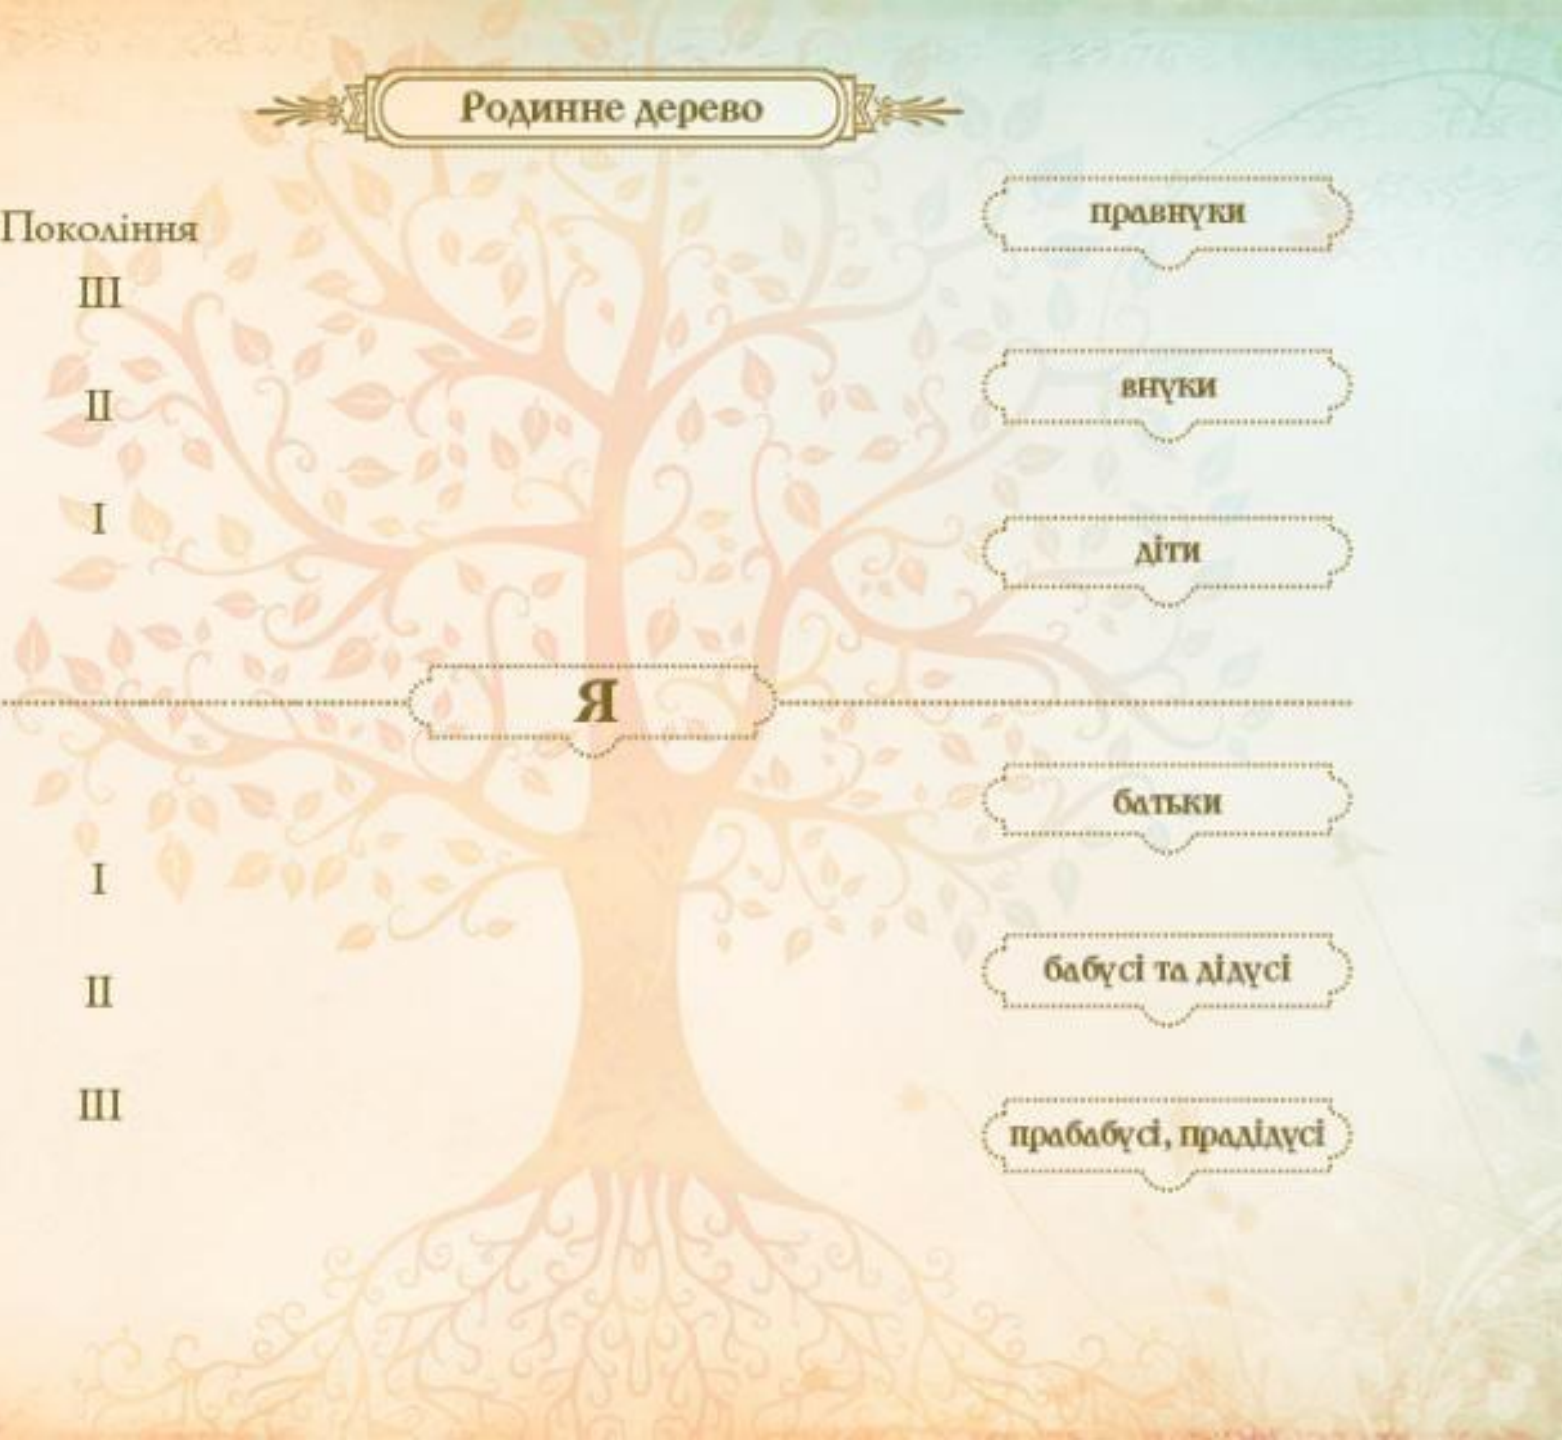 Родинне дерево
Покоління
правнуки
III
внуки
II
I
діти
Я
батьки
I
бабусі та дідусі
II
III
прабабусі, прадідусі